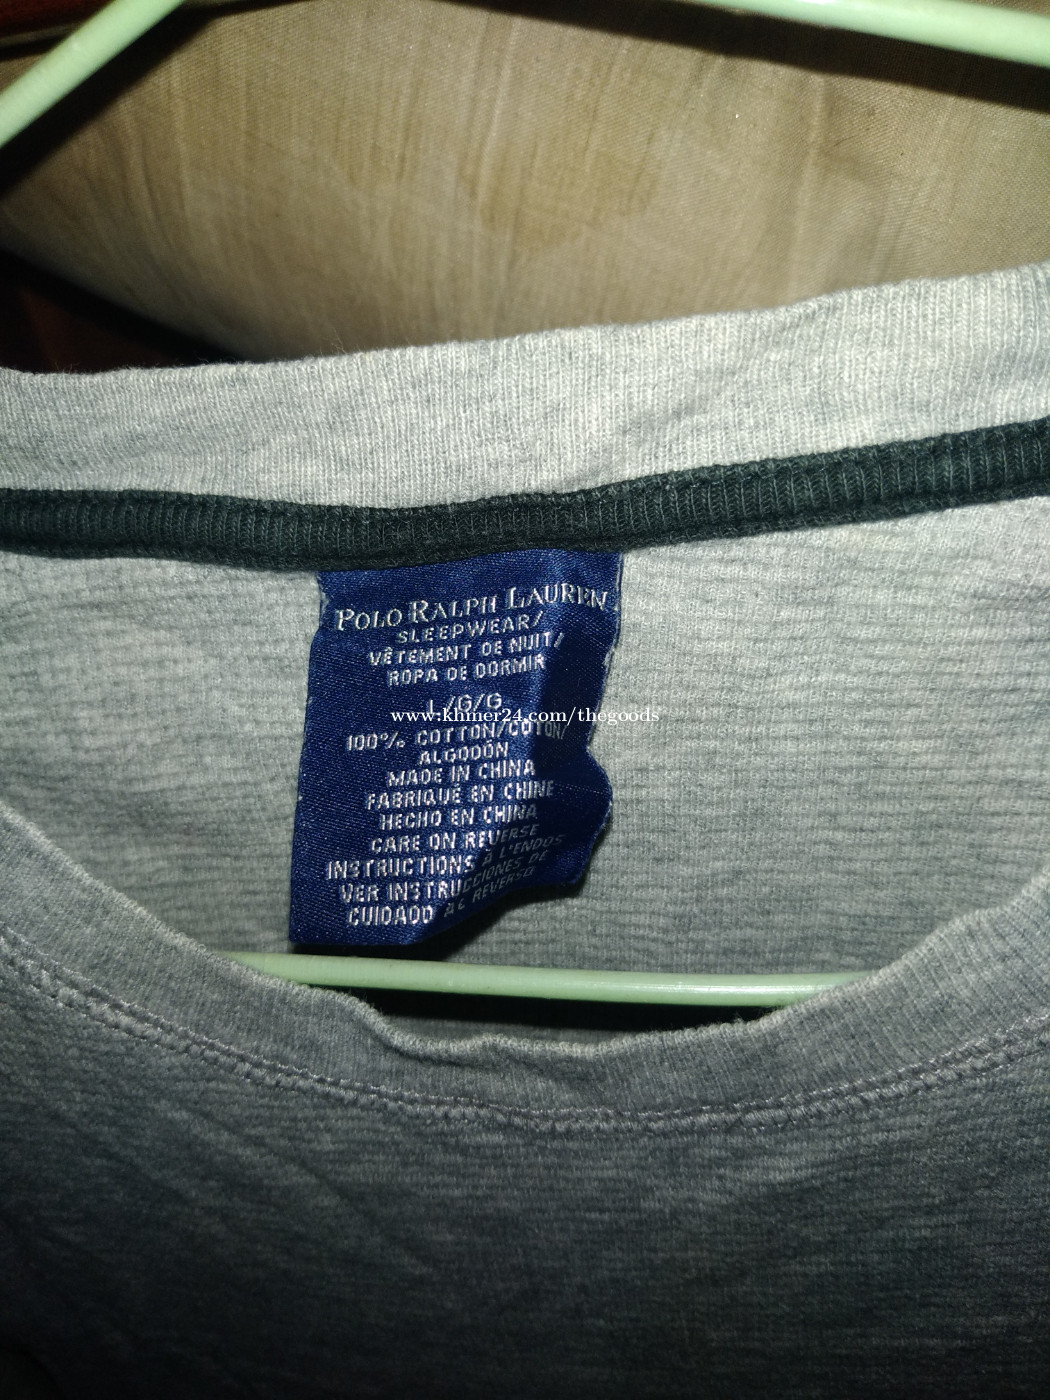 POLO RALPH LAUREN
SLEEPWEAR/
VÊTEMENT DE NUIT/
ROPA DE DORMIR
L/G/G
www.khmer24.com/thegoods
100% COTTON/COTON/
ALGODÓN
MADE IN CHINA
FABRIQUÉ EN CHINE
HECHO EN CHINA
CARE ON REVERSE
INSTRUCTIONS À L'ENDOS
VER INSTRUCCIONES DE
CUIDADO AL REVERSO